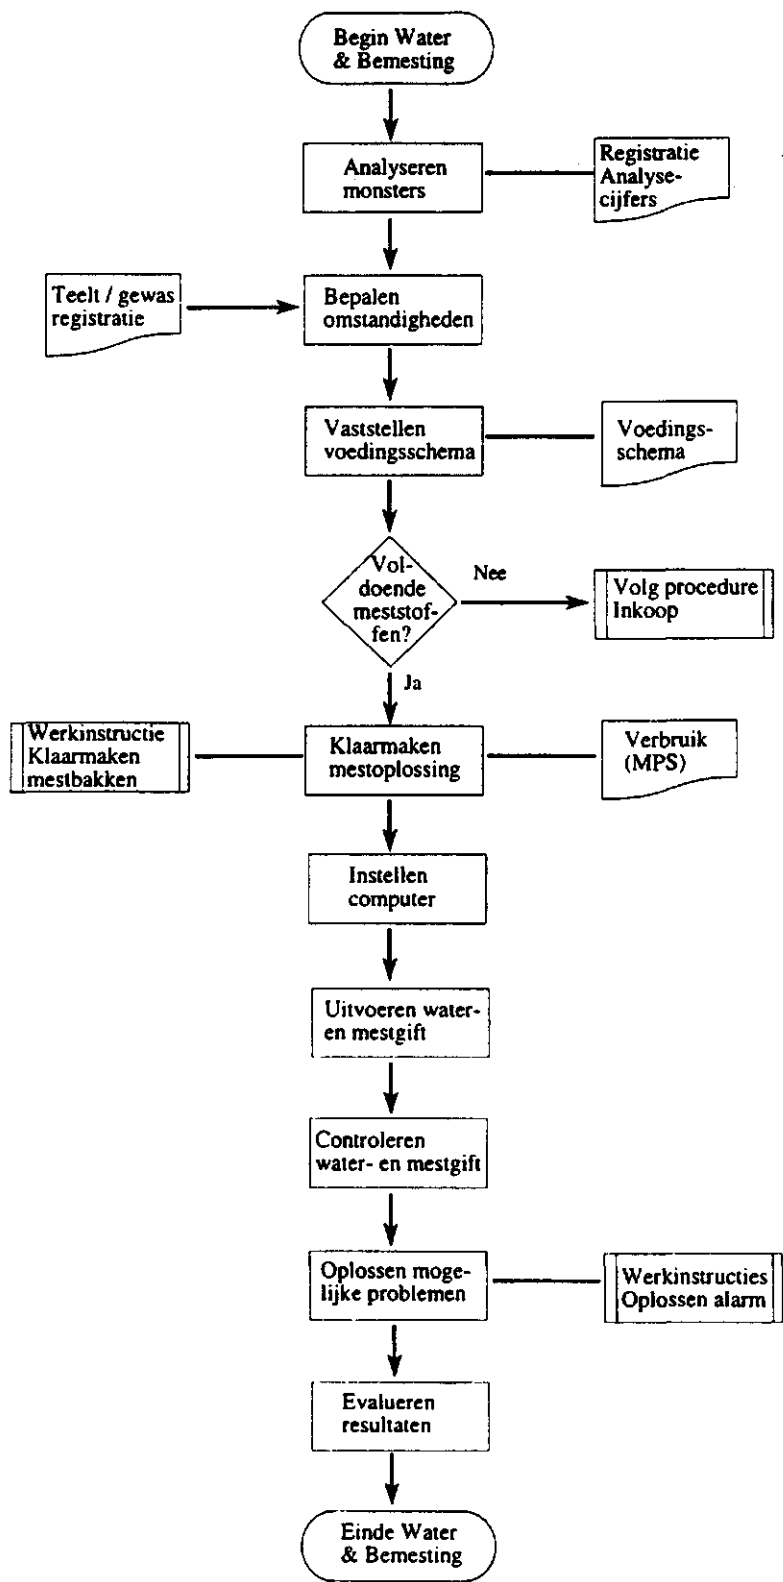 Begin Water
& Bemesting
Analyseren
monsters
Registratie
Analyse-
cijfers
Teelt / gewas
registratie
Bepalen
omstandigheden
Vaststellen
voedingsschema
Voedings-
schema
Vol-
doende
meststof-
fen?
Nee
Volg procedure
Inkoop
Ja
Werkinstructie
Klaarmaken
mestbakken
Klaarmaken
mestoplossing
Verbruik
(MPS)
Instellen
computer
Uitvoeren water-
en mestgift
Controleren
water- en mestgift
Oplossen moge-
lijke problemen
Werkinstructies
Oplossen alarm
Evalueren
resultaten
Einde Water
& Bemesting